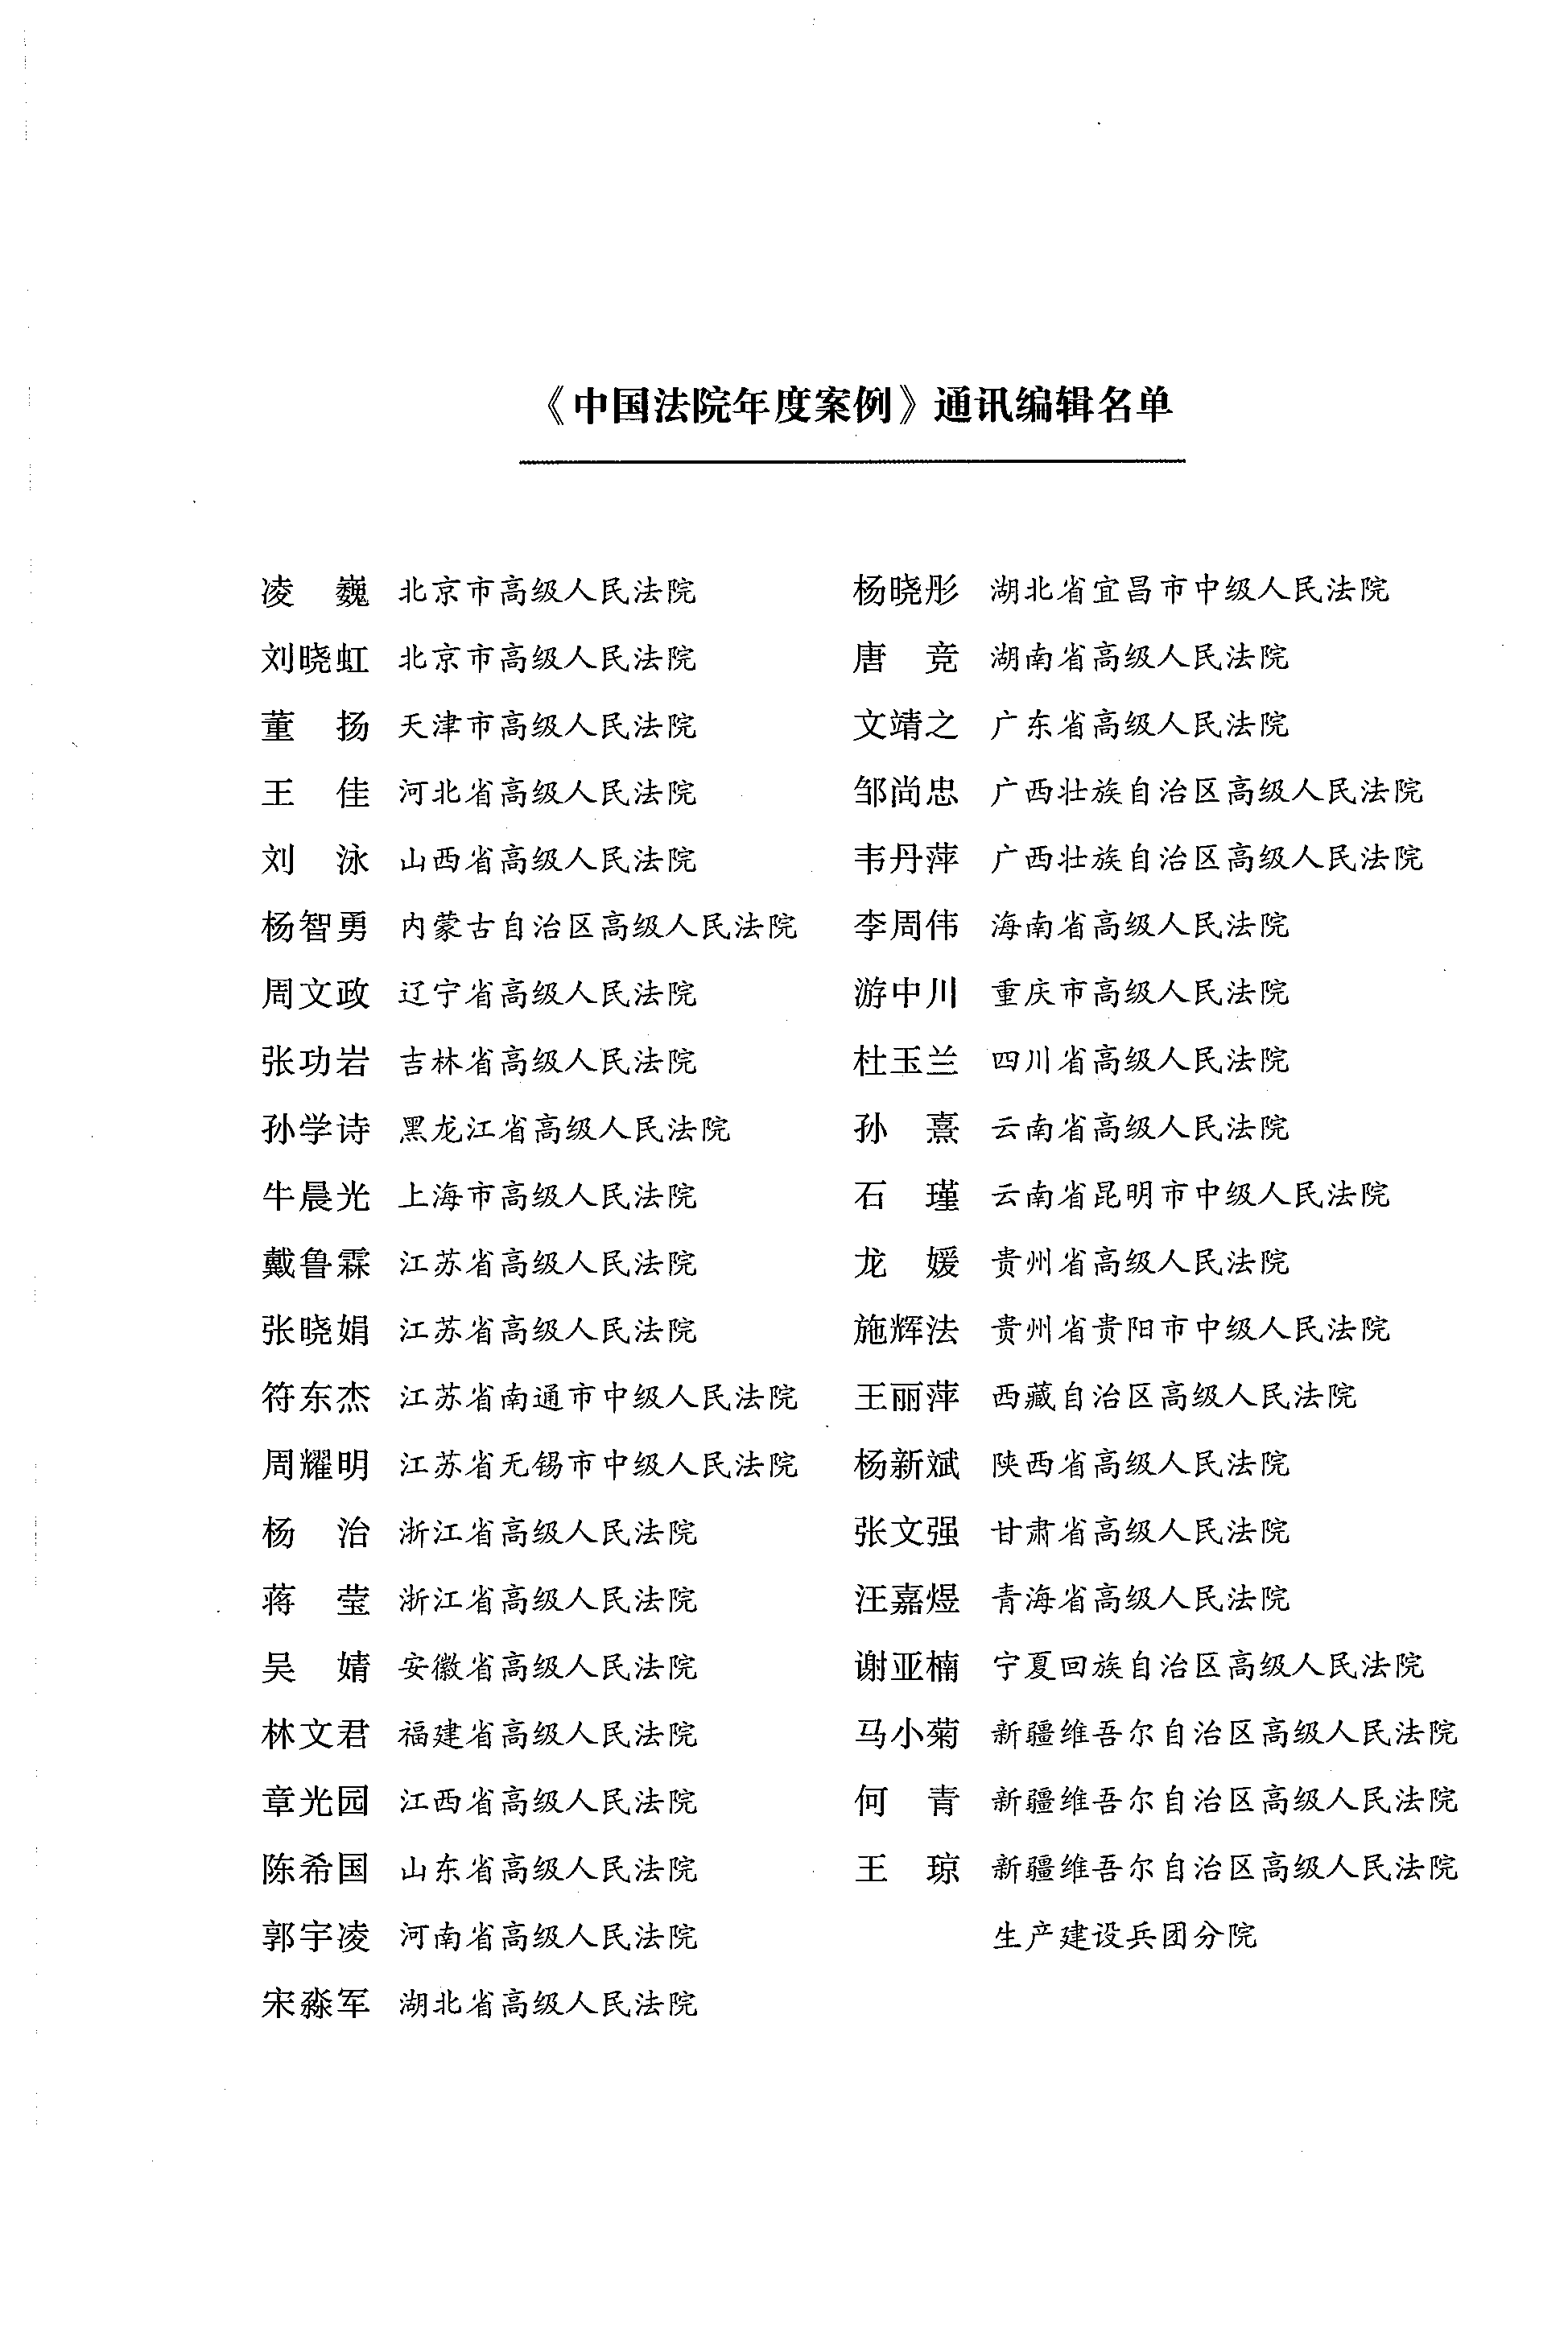 《中国法院年度案例》通讯编辑名单
凌　巍 北京市高级人民法院
刘晓虹 北京市高级人民法院
董　扬 天津市高级人民法院
王　佳 河北省高级人民法院
刘　泳 山西省高级人民法院
杨智勇 内蒙古自治区高级人民法院
周文政 辽宁省高级人民法院
张功岩 吉林省高级人民法院
孙学诗 黑龙江省高级人民法院
牛晨光 上海市高级人民法院
戴鲁霖 江苏省高级人民法院
张晓娟 江苏省高级人民法院
符东杰 江苏省南通市中级人民法院
周耀明 江苏省无锡市中级人民法院
杨　治 浙江省高级人民法院
蒋　莹 浙江省高级人民法院
吴　婧 安徽省高级人民法院
林文君 福建省高级人民法院
章光园 江西省高级人民法院
陈希国 山东省高级人民法院
郭宇凌 河南省高级人民法院
宋淼军 湖北省高级人民法院
杨晓彤 湖北省宜昌市中级人民法院
唐　竞 湖南省高级人民法院
文靖之 广东省高级人民法院
邹尚忠 广西壮族自治区高级人民法院
韦丹萍 广西壮族自治区高级人民法院
李周伟 海南省高级人民法院
游中川 重庆市高级人民法院
杜玉兰 四川省高级人民法院
孙　熹 云南省高级人民法院
石　瑾 云南省昆明市中级人民法院
龙　媛 贵州省高级人民法院
施辉法 贵州省贵阳市中级人民法院
王丽萍 西藏自治区高级人民法院
杨新斌 陕西省高级人民法院
张文强 甘肃省高级人民法院
汪嘉煜 青海省高级人民法院
谢亚楠 宁夏回族自治区高级人民法院
马小菊 新疆维吾尔自治区高级人民法院
何　青 新疆维吾尔自治区高级人民法院
王　琼 新疆维吾尔自治区高级人民法院
生产建设兵团分院